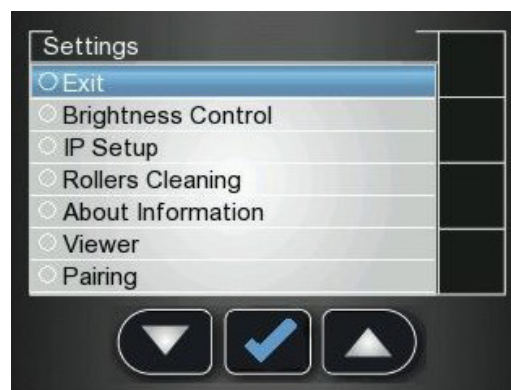 Settings
Exit
Brightness Control
IP Setup
Rollers Cleaning
About Information
Viewer
Pairing